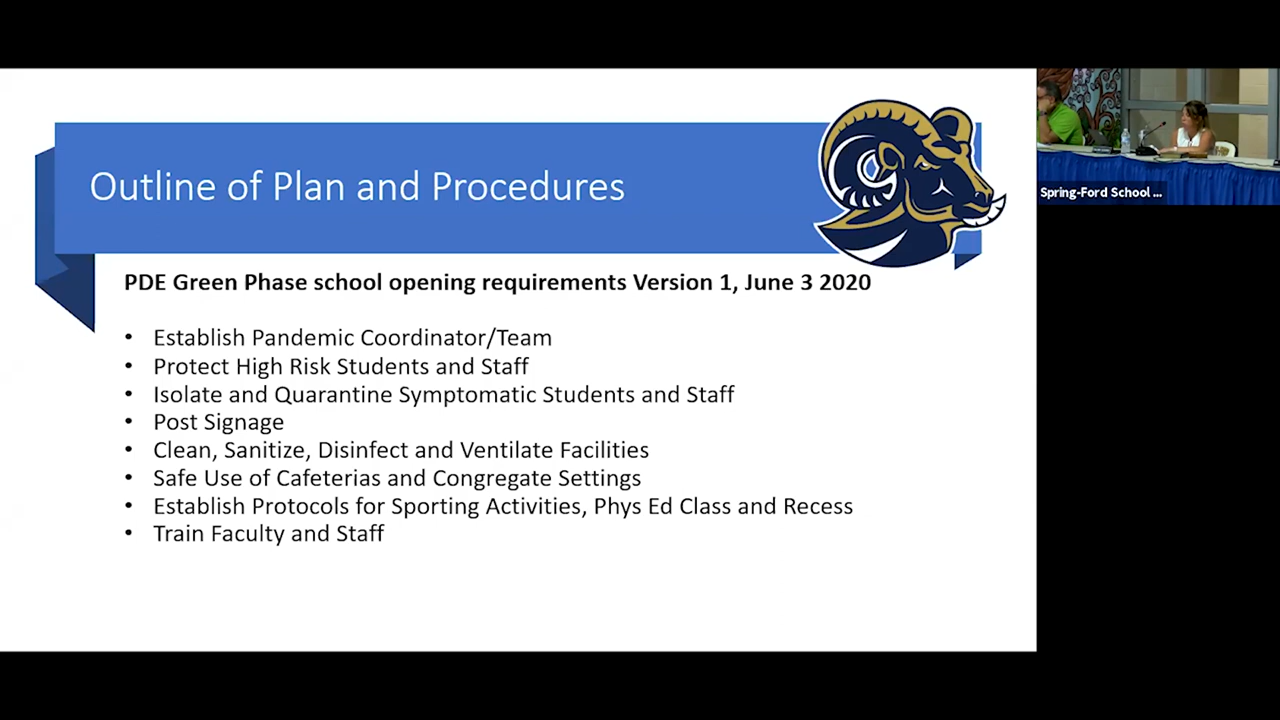 Outline of Plan and Procedures
PDE Green Phase school opening requirements Version 1, June 3 2020
• Establish Pandemic Coordinator/Team
• Protect High Risk Students and Staff
• Isolate and Quarantine Symptomatic Students and Staff
• Post Signage
• Clean, Sanitize, Disinfect and Ventilate Facilities
• Safe Use of Cafeterias and Congregate Settings
• Establish Protocols for Sporting Activities, Phys Ed Class and Recess
• Train Faculty and Staff
Spring-Ford School ...